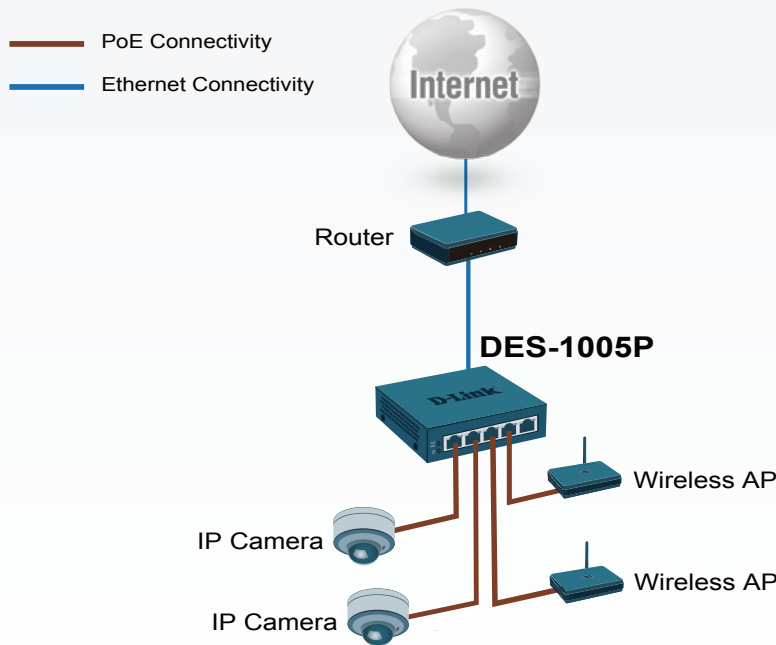 PoE Connectivity
Ethernet Connectivity
Internet
Router
DES-1005P
D-Link
Wireless AP
IP Camera
Wireless AP
IP Camera